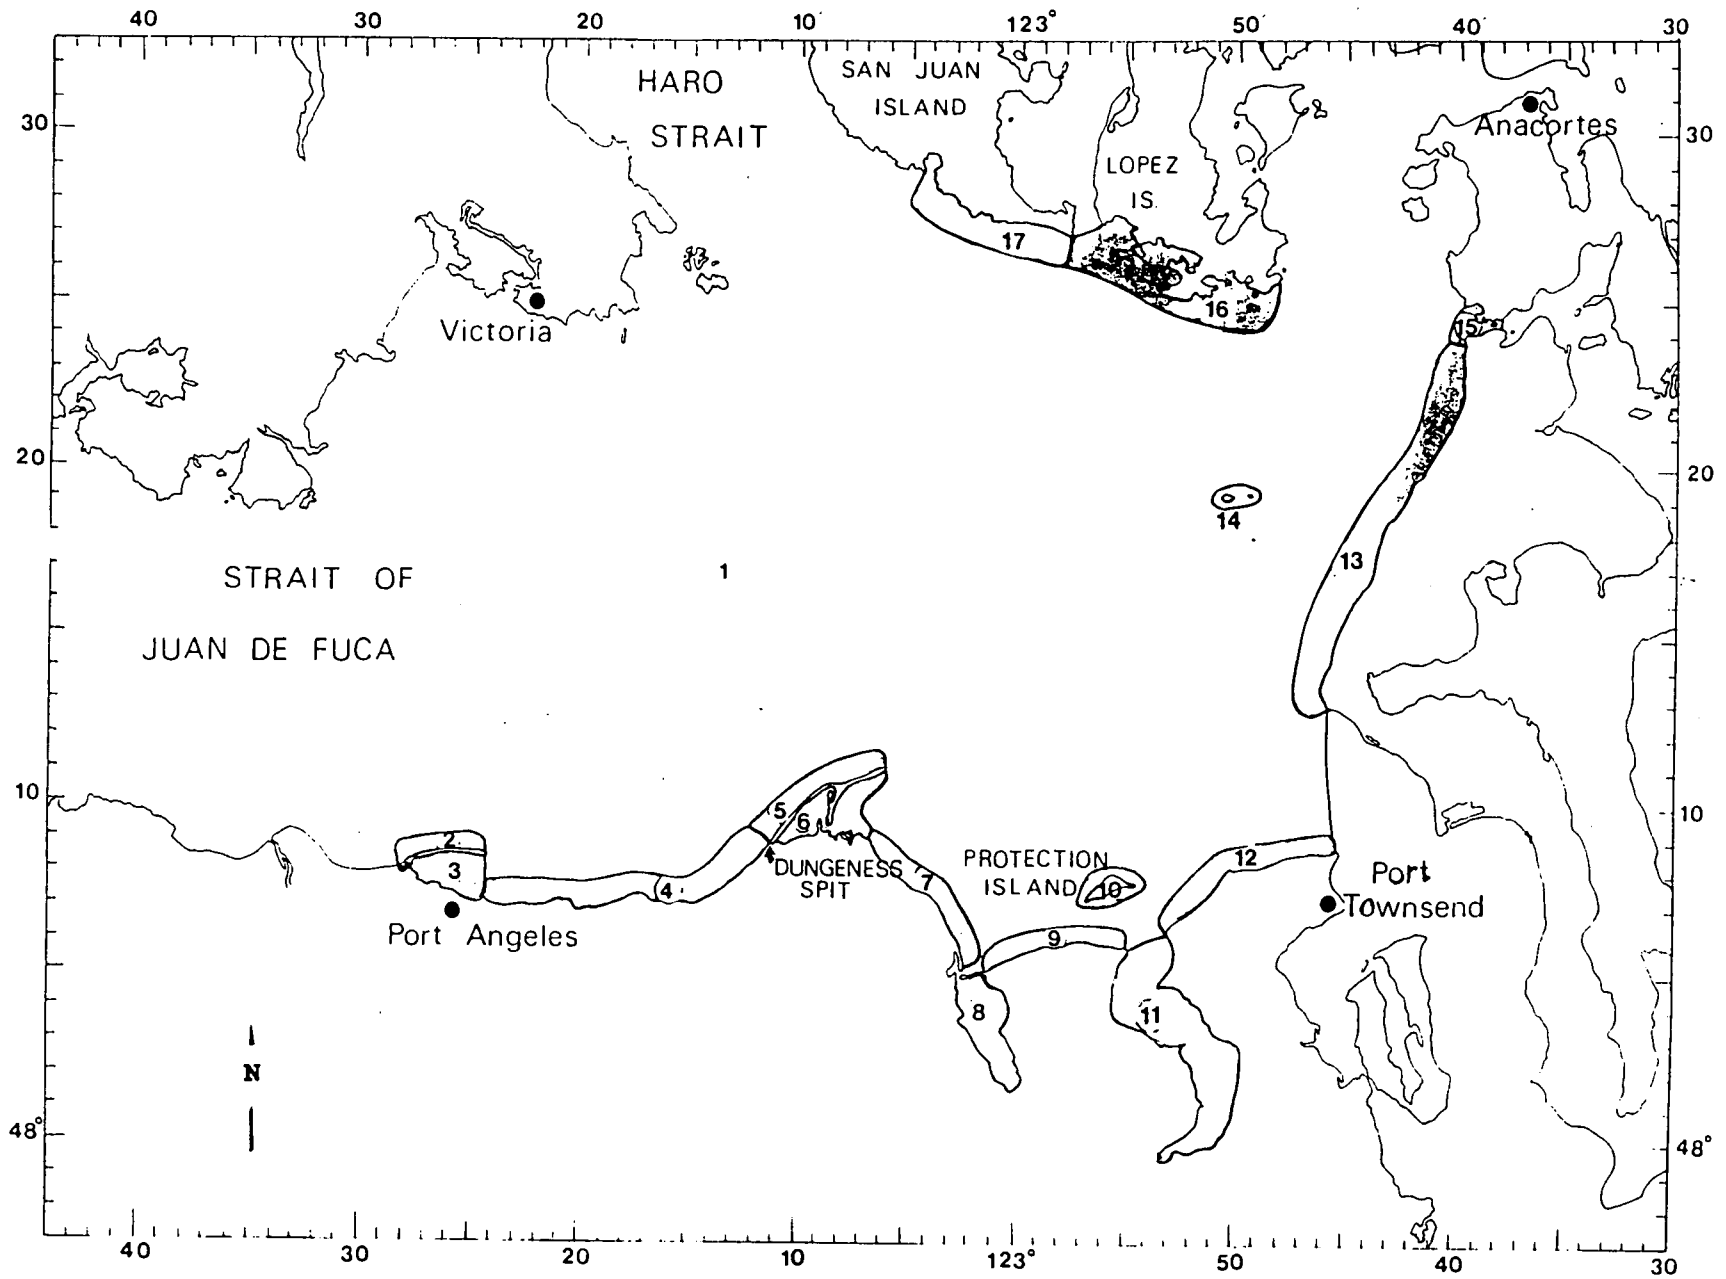 40 30 20 10′ 123° 50′ 40′ 30
HARO
STRAIT
SAN JUAN
ISLAND
LOPEZ
IS.
Anacortes
30 30
17
16
15
Victoria
20 20
14
13
1
STRAIT OF
JUAN DE FUCA
10 10
5
6
2
3
4
DUNGENESS
SPIT
7
PROTECTION
ISLAND
10
12
Port
Townsend
Port Angeles
9
8
11
N
48° 48°
40 30 20 10 123° 50 40 30